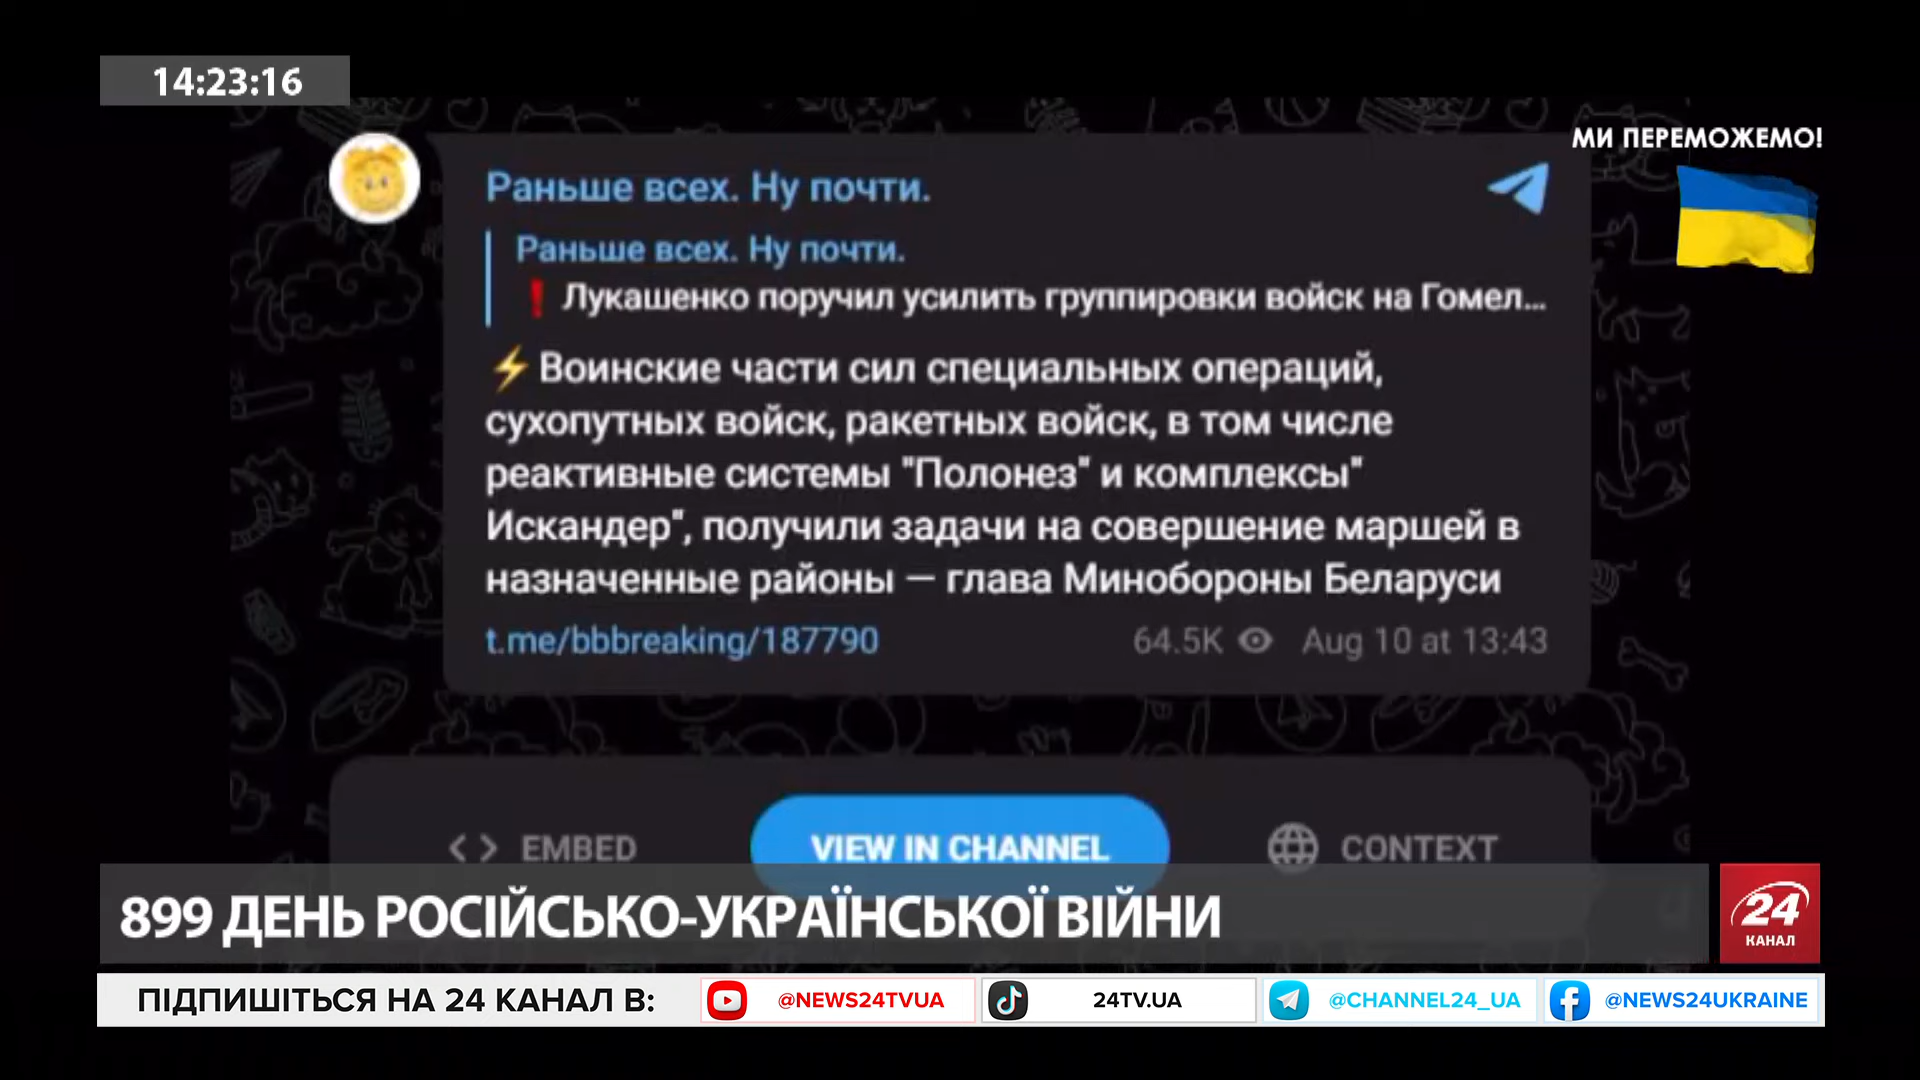 14:23:16
МИ ПЕРЕМОЖЕМО!
Раньше всех. Ну почти.
Раньше всех. Ну почти.
❗ Лукашенко поручил усилить группировки войск на Гомел...
⚡ Воинские части сил специальных операций,
сухопутных войск, ракетных войск, в том числе
реактивные системы "Полонез" и комплексы"
Искандер", получили задачи на совершение маршей в
назначенные районы — глава Минобороны Беларуси
t.me/bbbreaking/187790 64.5K Aug 10 at 13:43
EMBED VIEW IN CHANNEL CONTEXT
899 ДЕНЬ РОСІЙСЬКО-УКРАЇНСЬКОЇ ВІЙНИ
24
КАНАЛ
ПІДПИШІТЬСЯ НА 24 КАНАЛ В: @NEWS24TVUA 24TV.UA @CHANNEL24_UA @NEWS24UKRAINE